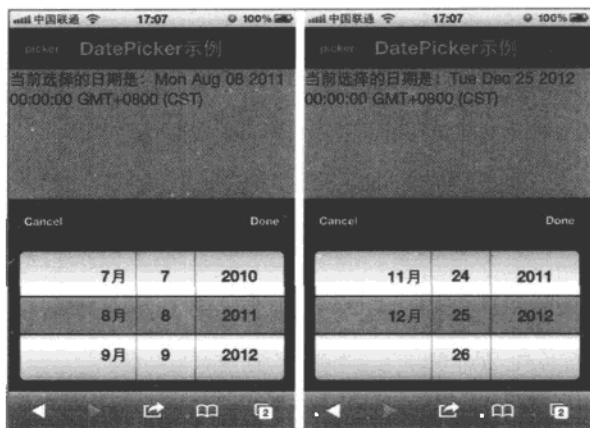 中国联通 17:07 100%
picker DatePicker示例
当前选择的日期是: Mon Aug 08 2011
00:00:00 GMT+0800 (CST)
Cancel Done
7月 7 2010
8月 8 2011
9月 9 2012
2
中国联通 17:07 100%
picker DatePicker示例
当前选择的日期是: Tue Dec 25 2012
00:00:00 GMT+0800 (CST)
Cancel Done
11月 24 2011
12月 25 2012
26
2